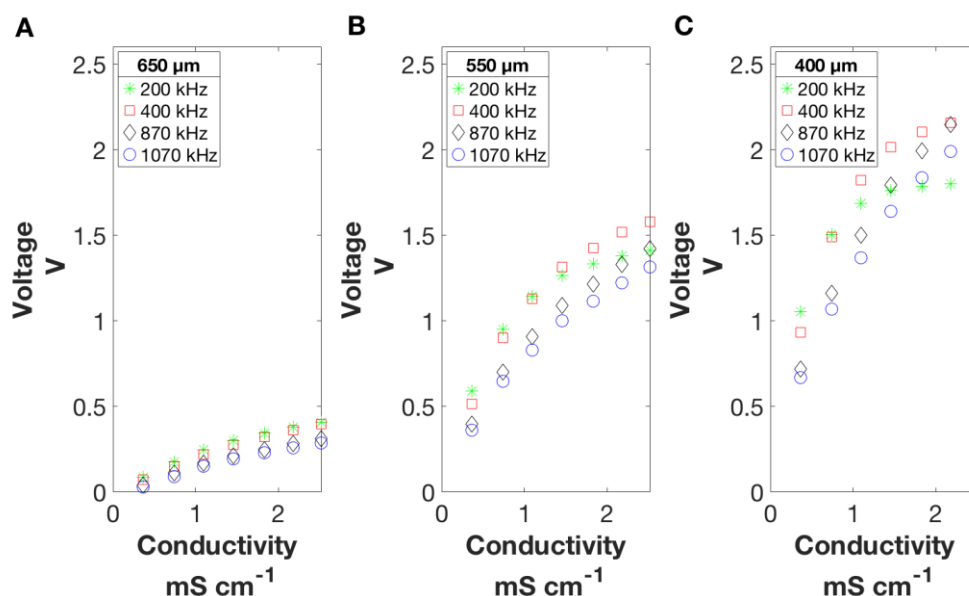 A
650 µm
200 kHz
400 kHz
870 kHz
1070 kHz
2.5
2
1.5
1
0.5
0
Voltage
V
0
1
2
Conductivity
mS cm⁻¹
B
550 µm
200 kHz
400 kHz
870 kHz
1070 kHz
2.5
2
1.5
1
0.5
0
Voltage
V
0
1
2
Conductivity
mS cm⁻¹
C
400 µm
200 kHz
400 kHz
870 kHz
1070 kHz
2.5
2
1.5
1
0.5
0
Voltage
V
0
1
2
Conductivity
mS cm⁻¹